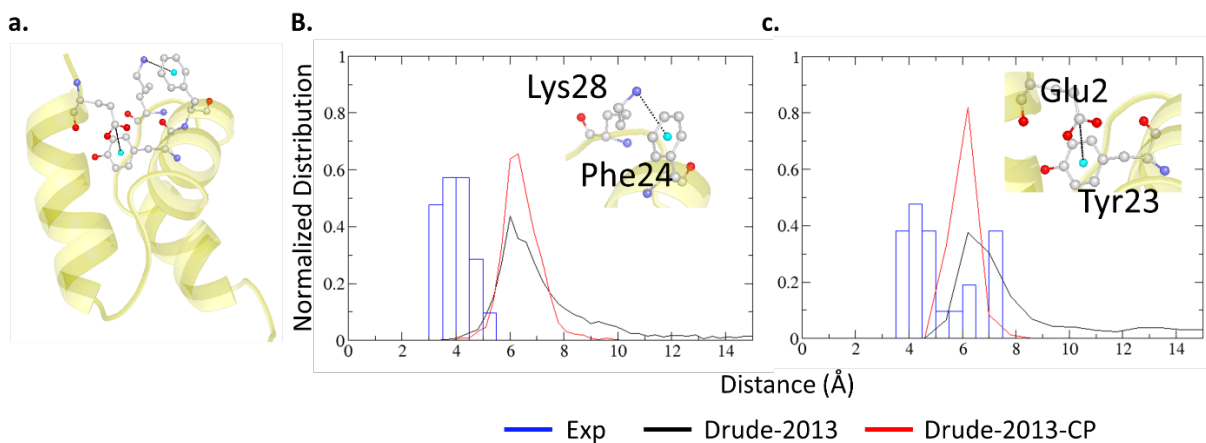 a.
B.
c.
1
0.8
0.6
0.4
0.2
0
Normalized Distribution
Lys28
Phe24
0 2 4 6 8 10 12 14
1
0.8
0.6
0.4
0.2
0
Glu2
Tyr23
0 2 4 6 8 10 12 14
Distance (Å)
Exp Drude-2013 Drude-2013-CP